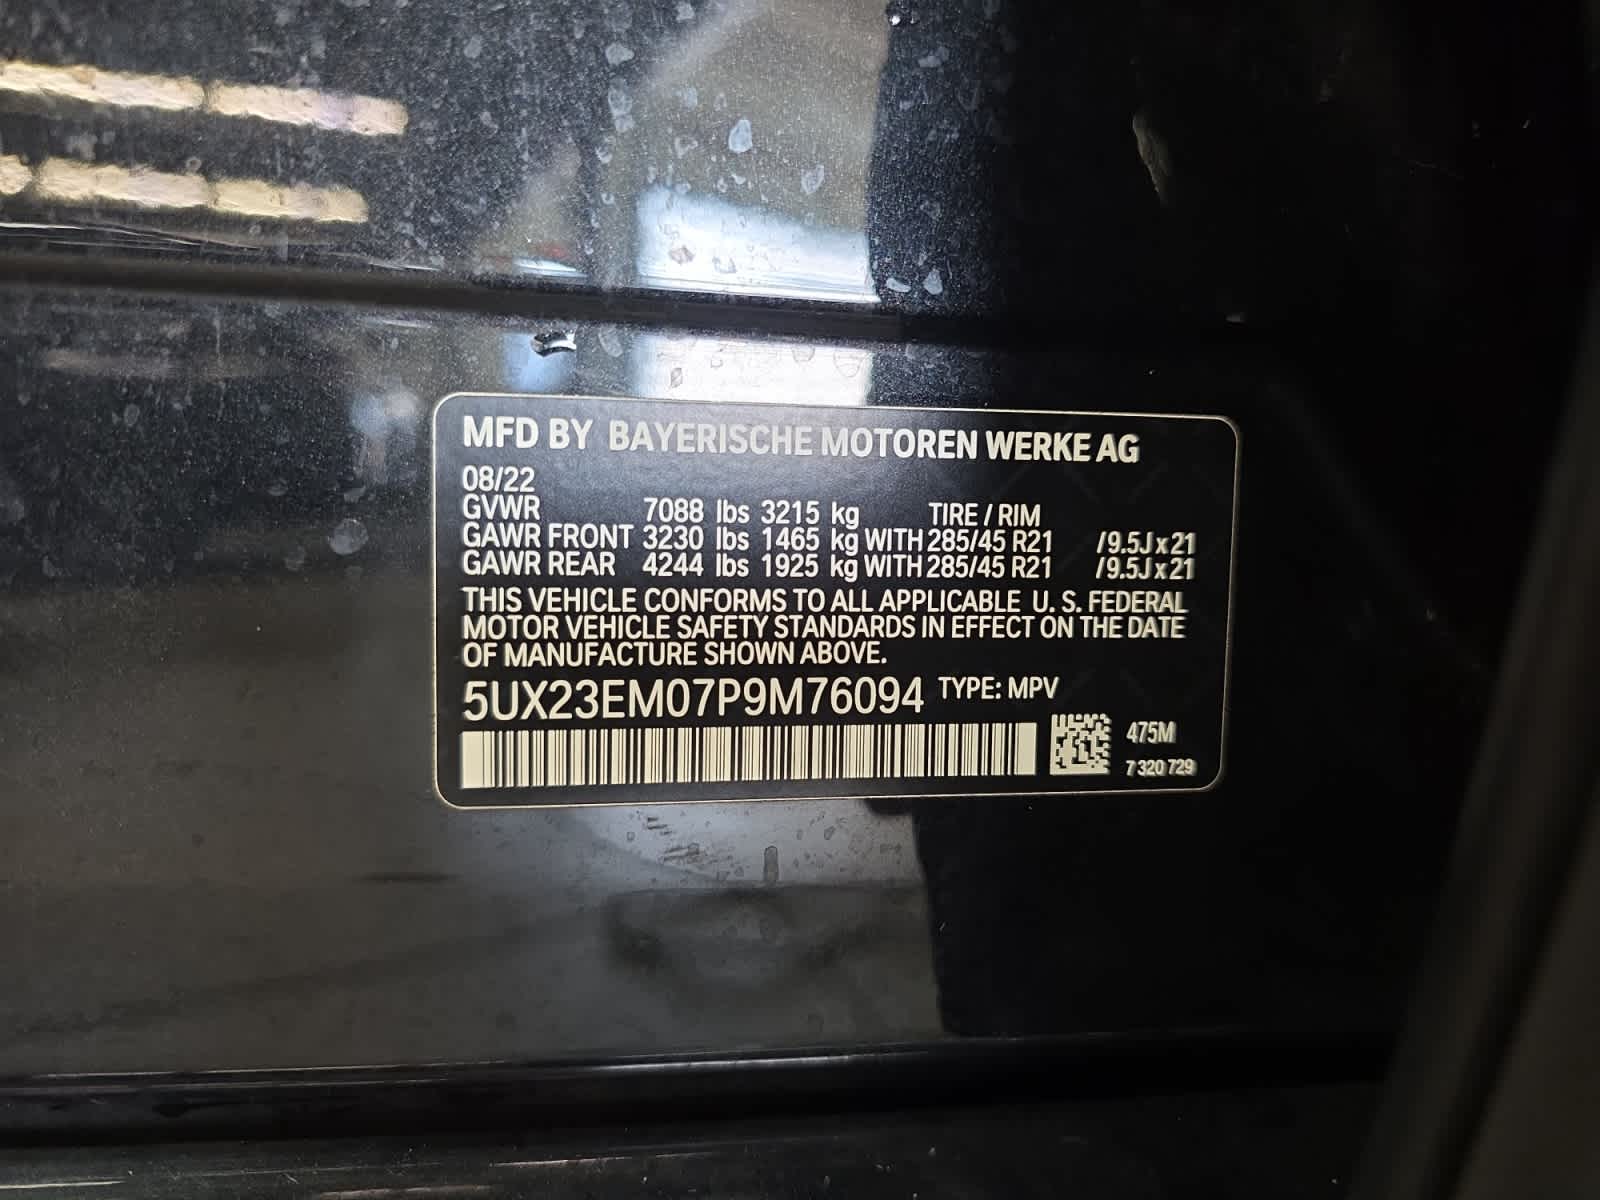 MFD BY BAYERISCHE MOTOREN WERKE AG
08/22
GVWR 7088 lbs 3215 kg TIRE / RIM
GAWR FRONT 3230 lbs 1465 kg WITH 285/45 R21 /9.5J x 21
GAWR REAR 4244 lbs 1925 kg WITH 285/45 R21 /9.5J x 21
THIS VEHICLE CONFORMS TO ALL APPLICABLE U. S. FEDERAL
MOTOR VEHICLE SAFETY STANDARDS IN EFFECT ON THE DATE
OF MANUFACTURE SHOWN ABOVE.
5UX23EM07P9M76094 TYPE: MPV
475M
7 320 729